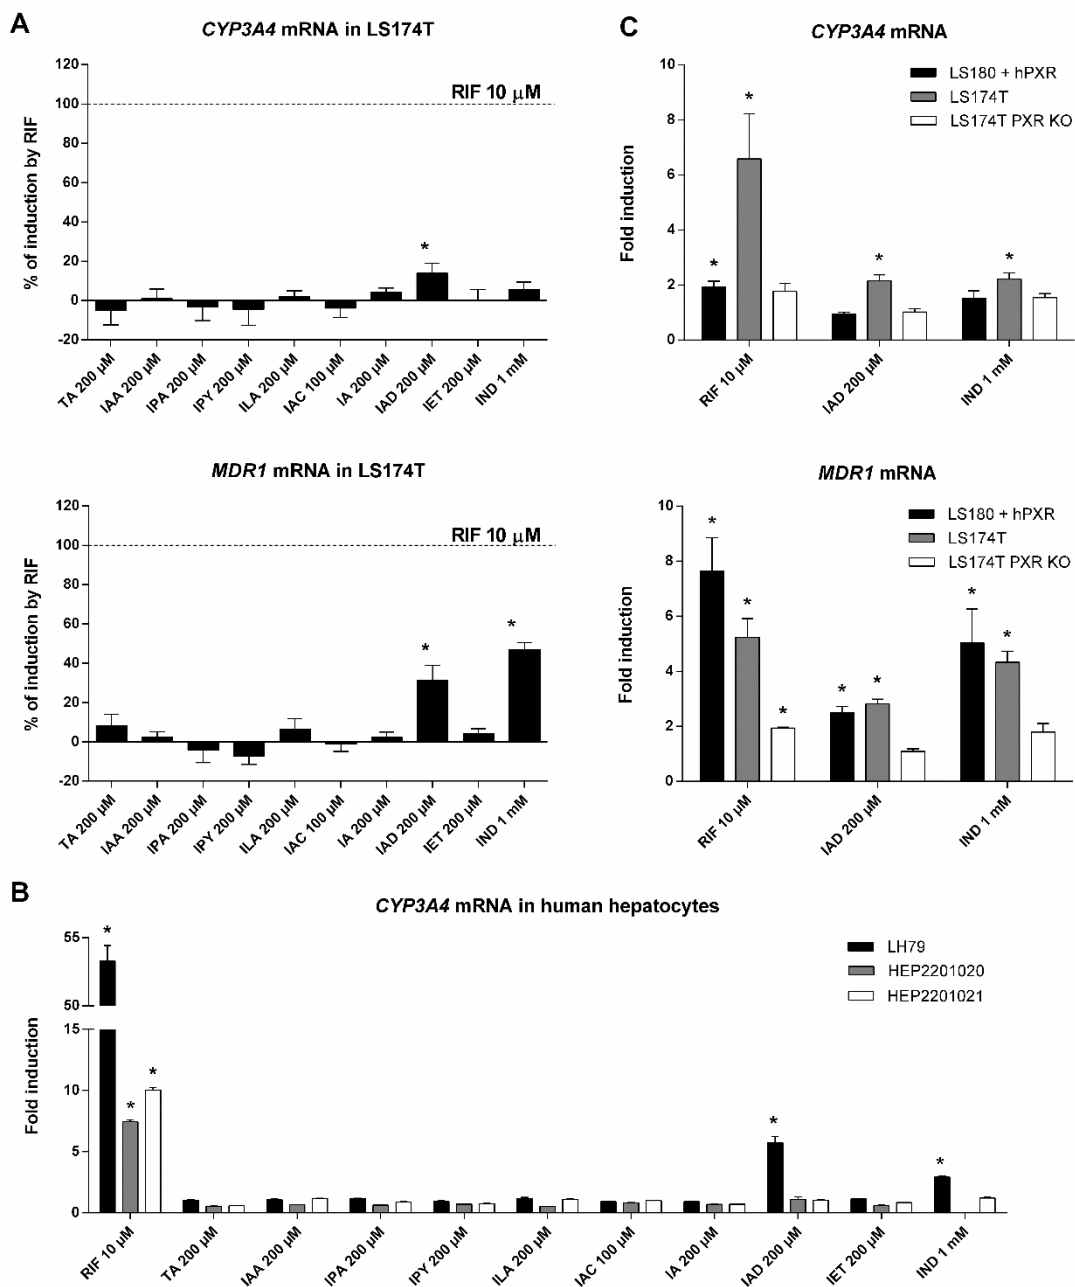 A
CYP3A4 mRNA in LS174T
% of induction by RIF
120
100
80
60
40
20
0
-20
RIF 10 µM
*
TA 200 µM
IAA 200 µM
IPA 200 µM
IPY 200 µM
ILA 200 µM
IAC 100 µM
IA 200 µM
IAD 200 µM
IET 200 µM
IND 1 mM
MDR1 mRNA in LS174T
% of induction by RIF
120
100
80
60
40
20
0
-20
RIF 10 µM
*
*
TA 200 µM
IAA 200 µM
IPA 200 µM
IPY 200 µM
ILA 200 µM
IAC 100 µM
IA 200 µM
IAD 200 µM
IET 200 µM
IND 1 mM
C
CYP3A4 mRNA
Fold induction
10
8
6
4
2
0
LS180 + hPXR
LS174T
LS174T PXR KO
*
*
*
*
RIF 10 µM
IAD 200 µM
IND 1 mM
MDR1 mRNA
Fold induction
10
8
6
4
2
0
LS180 + hPXR
LS174T
LS174T PXR KO
*
*
*
*
*
*
*
RIF 10 µM
IAD 200 µM
IND 1 mM
B
CYP3A4 mRNA in human hepatocytes
Fold induction
55
50
15
10
5
0
LH79
HEP2201020
HEP2201021
*
*
*
*
*
RIF 10 µM
TA 200 µM
IAA 200 µM
IPA 200 µM
IPY 200 µM
ILA 200 µM
IAC 100 µM
IA 200 µM
IAD 200 µM
IET 200 µM
IND 1 mM